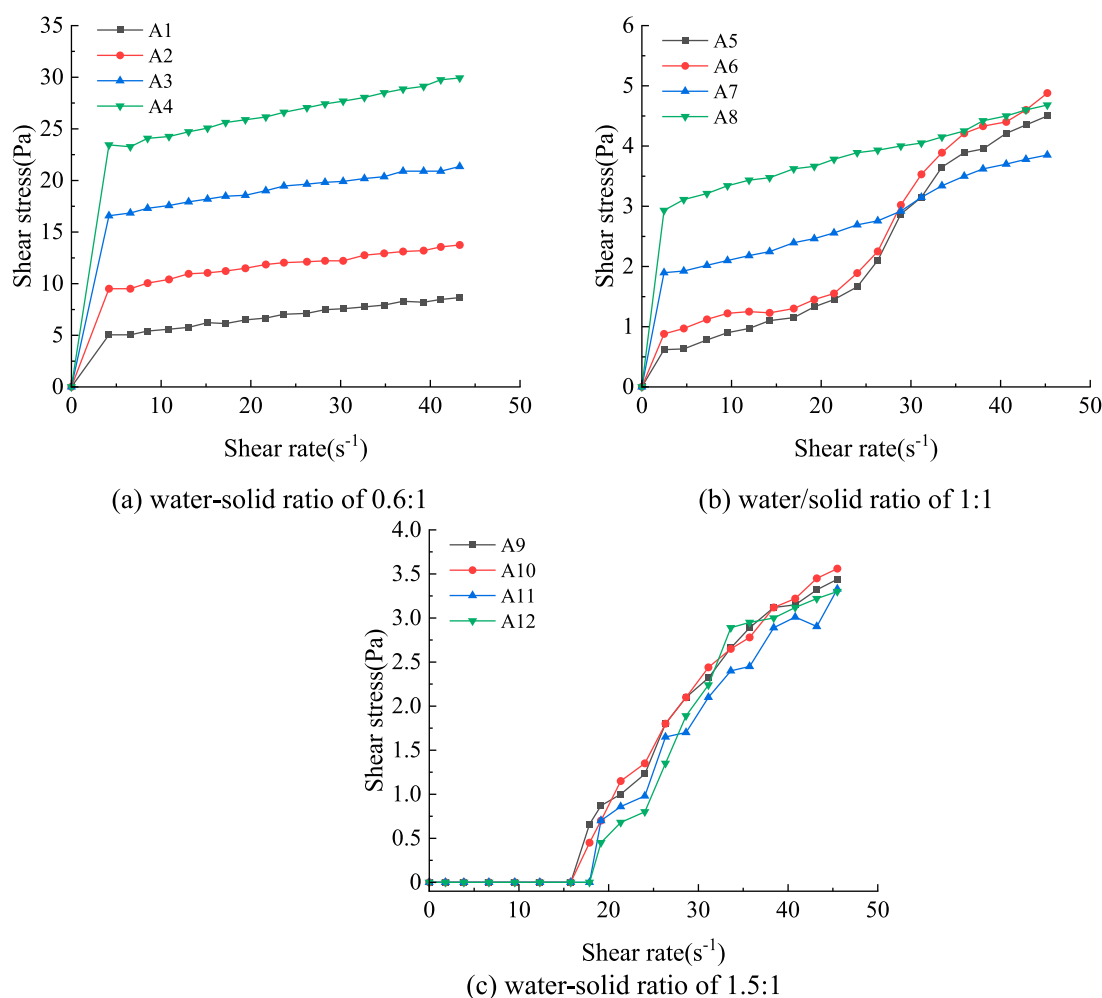 35
30
25
20
15
10
5
0
Shear stress(Pa)
A1
A2
A3
A4
0 10 20 30 40 50
Shear rate(s⁻¹)
(a) water-solid ratio of 0.6:1
6
5
4
3
2
1
0
Shear stress(Pa)
A5
A6
A7
A8
0 10 20 30 40 50
Shear rate(s⁻¹)
(b) water/solid ratio of 1:1
4.0
3.5
3.0
2.5
2.0
1.5
1.0
0.5
0
Shear stress(Pa)
A9
A10
A11
A12
0 10 20 30 40 50
Shear rate(s⁻¹)
(c) water-solid ratio of 1.5:1